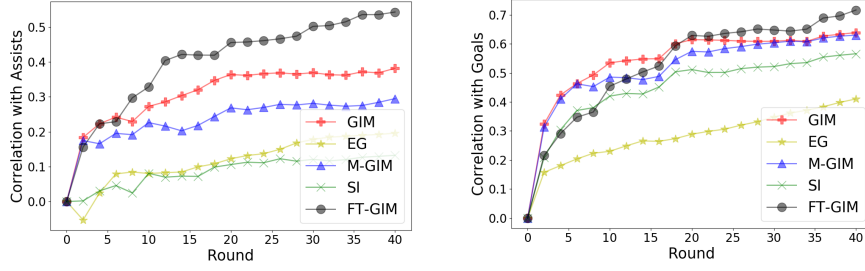 Correlation with Assists
0.5
0.4
0.3
0.2
0.1
0.0
0 5 10 15 20 25 30 35 40
Round
GIM
EG
M-GIM
SI
FT-GIM
Correlation with Goals
0.7
0.6
0.5
0.4
0.3
0.2
0.1
0.0
0 5 10 15 20 25 30 35 40
Round
GIM
EG
M-GIM
SI
FT-GIM